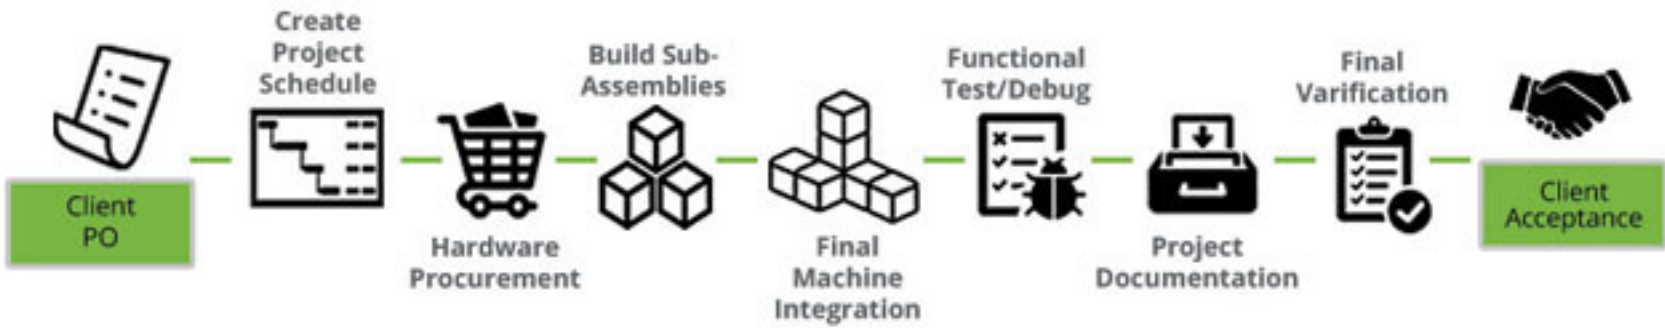 Client
PO
Create
Project
Schedule
Hardware
Procurement
Build Sub-
Assemblies
Final
Machine
Integration
Functional
Test/Debug
Project
Documentation
Final
Varification
Client
Acceptance